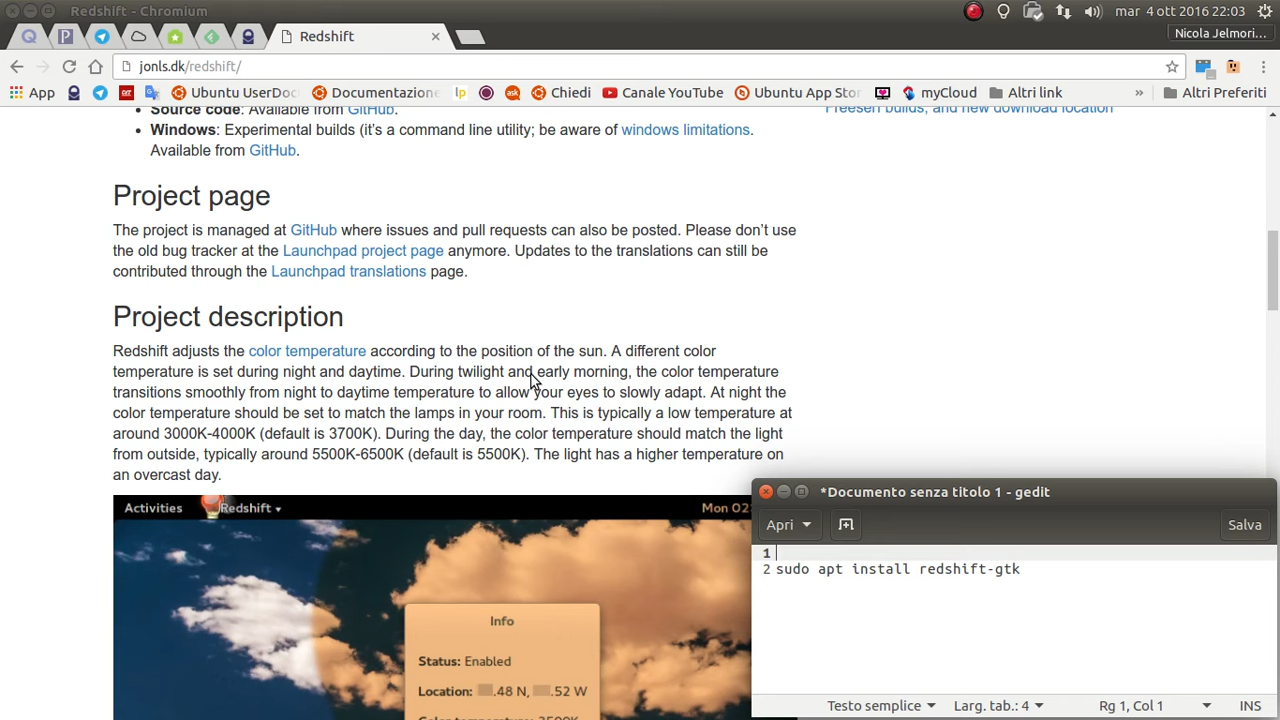 Redshift - Chromium
mar 4 ott 2016 22:03
Redshift
Nicola Jelmori...
jonls.dk/redshift/
App
Ubuntu UserDoc
Documentazione
Chiedi
Canale YouTube
Ubuntu App Stor
myCloud
Altri link
»
Altri Preferiti
Source code: Available from GitHub.
Windows: Experimental builds (it's a command line utility; be aware of windows limitations.
Available from GitHub.
Freeserf builds, and new download location
Project page
The project is managed at GitHub where issues and pull requests can also be posted. Please don't use
the old bug tracker at the Launchpad project page anymore. Updates to the translations can still be
contributed through the Launchpad translations page.
Project description
Redshift adjusts the color temperature according to the position of the sun. A different color
temperature is set during night and daytime. During twilight and early morning, the color temperature
transitions smoothly from night to daytime temperature to allow your eyes to slowly adapt. At night the
color temperature should be set to match the lamps in your room. This is typically a low temperature at
around 3000K-4000K (default is 3700K). During the day, the color temperature should match the light
from outside, typically around 5500K-6500K (default is 5500K). The light has a higher temperature on
an overcast day.
Activities
Redshift
Mon 02
Info
Status: Enabled
Location: .48 N, .52 W
Color temperature: 3500K
*Documento senza titolo 1 - gedit
Apri
Salva
1
2 sudo apt install redshift-gtk
Testo semplice
Larg. tab.: 4
Rg 1, Col 1
INS